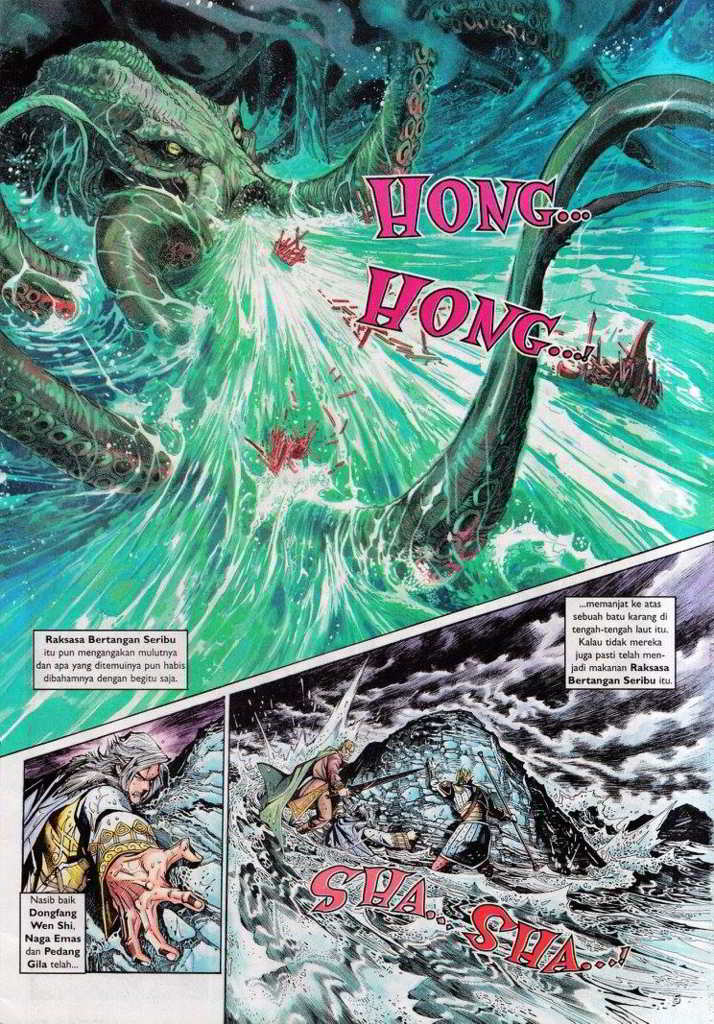 HONG...
HONG...!
Raksasa Bertangan Seribu
itu pun mengangakan mulutnya
dan apa yang ditemuinya pun habis
dibahamnya dengan begitu saja.
...memanjat ke atas
sebuah batu karang di
tengah-tengah laut itu.
Kalau tidak mereka
juga pasti telah men-
jadi makanan Raksasa
Bertangan Seribu itu.
Nasib baik
Dongfang
Wen Shi,
Naga Emas
dan Pedang
Gila telah...
SHA..
SHA...!
5